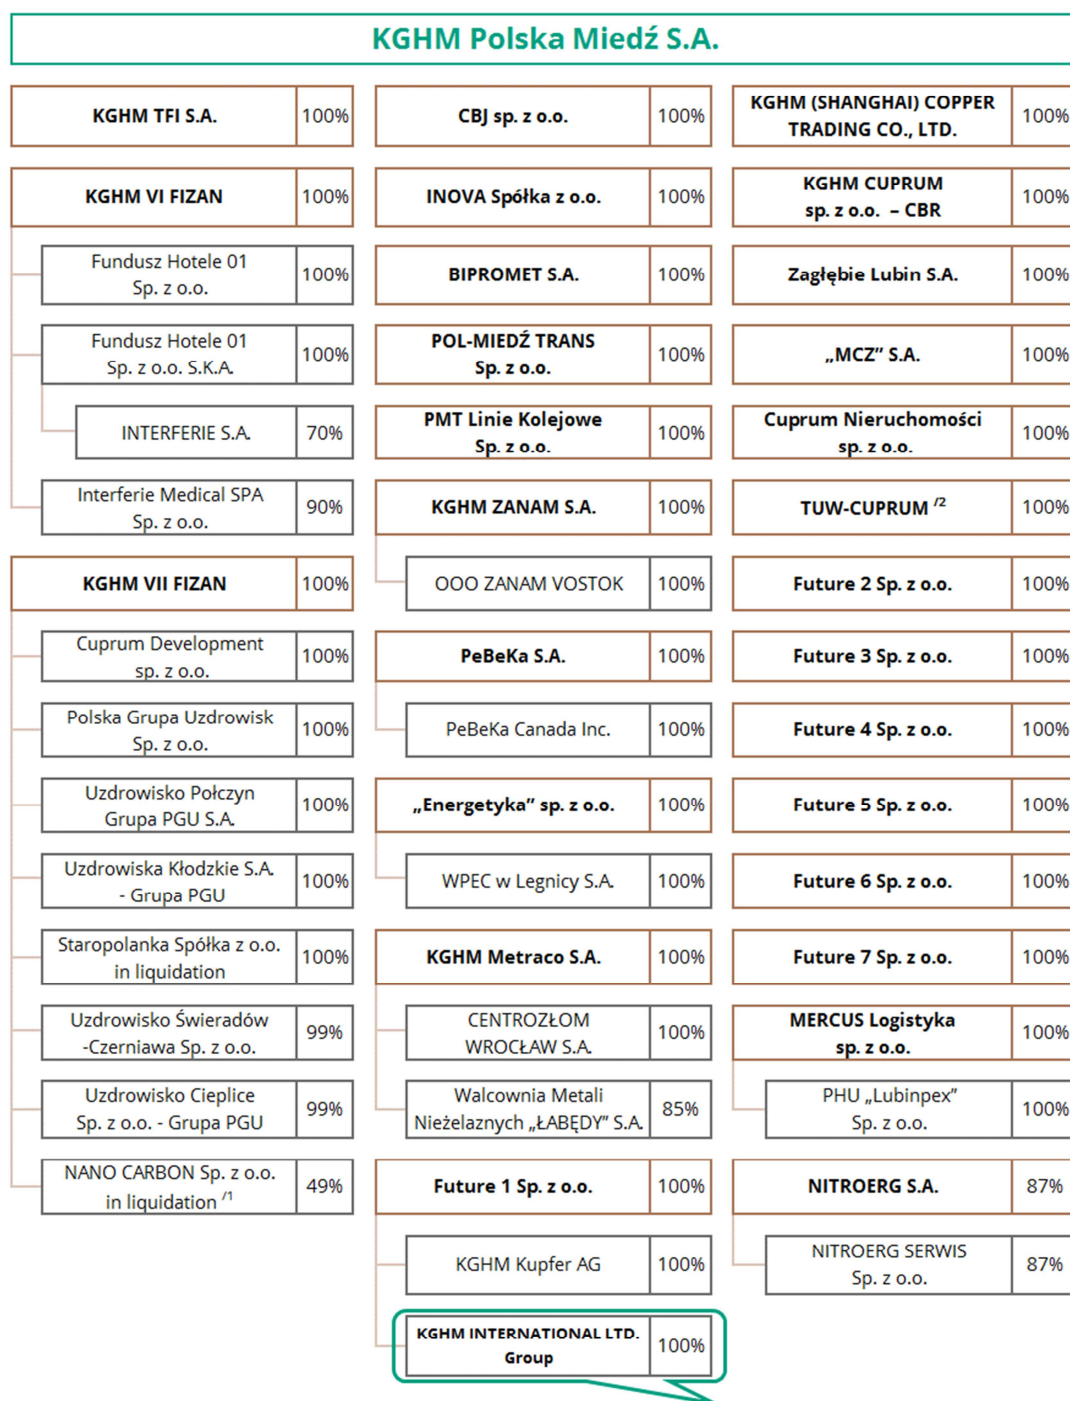 KGHM Polska Miedź S.A.
KGHM TFI S.A.
100%
KGHM VI FIZAN
100%
Fundusz Hotele 01
Sp. z o.o.
100%
Fundusz Hotele 01
Sp. z o.o. S.K.A.
100%
INTERFERIE S.A.
70%
Interferie Medical SPA
Sp. z o.o.
90%
KGHM VII FIZAN
100%
Cuprum Development
sp. z o.o.
100%
Polska Grupa Uzdrowisk
Sp. z o.o.
100%
Uzdrowisko Połczyn
Grupa PGU S.A.
100%
Uzdrowiska Kłodzkie S.A.
- Grupa PGU
100%
Staropolanka Spółka z o.o.
in liquidation
100%
Uzdrowisko Świeradów
-Czerniawa Sp. z o.o.
99%
Uzdrowisko Cieplice
Sp. z o.o. - Grupa PGU
99%
NANO CARBON Sp. z o.o.
in liquidation /1
49%
CBJ sp. z o.o.
100%
INOVA Spółka z o.o.
100%
BIPROMET S.A.
100%
POL-MIEDŹ TRANS
Sp. z o.o.
100%
PMT Linie Kolejowe
Sp. z o.o.
100%
KGHM ZANAM S.A.
100%
OOO ZANAM VOSTOK
100%
PeBeKa S.A.
100%
PeBeKa Canada Inc.
100%
„Energetyka” sp. z o.o.
100%
WPEC w Legnicy S.A.
100%
KGHM Metraco S.A.
100%
CENTROZŁOM
WROCŁAW S.A.
100%
Walcownia Metali
Nieżelaznych „ŁABĘDY” S.A.
85%
Future 1 Sp. z o.o.
100%
KGHM Kupfer AG
100%
KGHM INTERNATIONAL LTD.
Group
100%
KGHM (SHANGHAI) COPPER
TRADING CO., LTD.
100%
KGHM CUPRUM
sp. z o.o. – CBR
100%
Zagłębie Lubin S.A.
100%
„MCZ” S.A.
100%
Cuprum Nieruchomości
sp. z o.o.
100%
TUW-CUPRUM /2
100%
Future 2 Sp. z o.o.
100%
Future 3 Sp. z o.o.
100%
Future 4 Sp. z o.o.
100%
Future 5 Sp. z o.o.
100%
Future 6 Sp. z o.o.
100%
Future 7 Sp. z o.o.
100%
MERCUS Logistyka
sp. z o.o.
100%
PHU „Lubinpex”
Sp. z o.o.
100%
NITROERG S.A.
87%
NITROERG SERWIS
Sp. z o.o.
87%